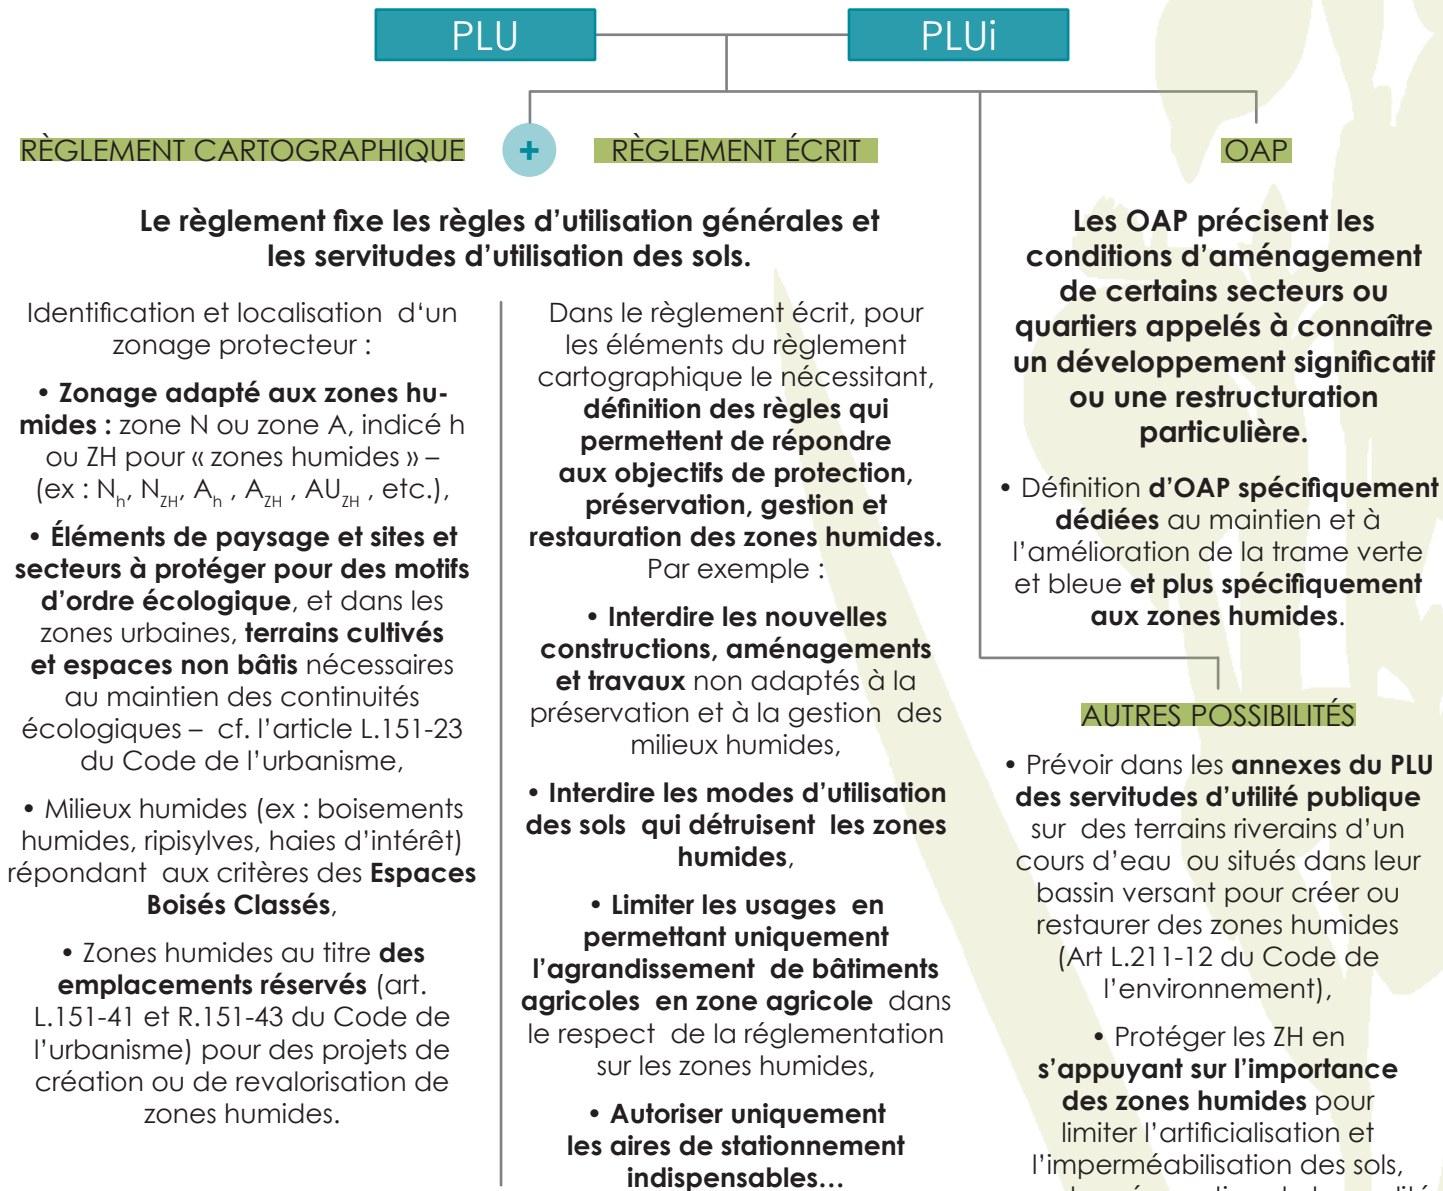 PLU
PLUi
RÈGLEMENT CARTOGRAPHIQUE
+
RÈGLEMENT ÉCRIT
Le règlement fixe les règles d’utilisation générales et
les servitudes d’utilisation des sols.
Identification et localisation d‘un
zonage protecteur :
• Zonage adapté aux zones hu-
mides : zone N ou zone A, indicé h
ou ZH pour « zones humides » –
(ex : Nh, NZH, Ah , AZH , AUZH , etc.),
• Éléments de paysage et sites et
secteurs à protéger pour des motifs
d’ordre écologique, et dans les
zones urbaines, terrains cultivés
et espaces non bâtis nécessaires
au maintien des continuités
écologiques – cf. l’article L.151-23
du Code de l’urbanisme,
• Milieux humides (ex : boisements
humides, ripisylves, haies d’intérêt)
répondant aux critères des Espaces
Boisés Classés,
• Zones humides au titre des
emplacements réservés (art.
L.151-41 et R.151-43 du Code de
l’urbanisme) pour des projets de
création ou de revalorisation de
zones humides.
Dans le règlement écrit, pour
les éléments du règlement
cartographique le nécessitant,
définition des règles qui
permettent de répondre
aux objectifs de protection,
préservation, gestion et
restauration des zones humides.
Par exemple :
• Interdire les nouvelles
constructions, aménagements
et travaux non adaptés à la
préservation et à la gestion des
milieux humides,
• Interdire les modes d’utilisation
des sols qui détruisent les zones
humides,
• Limiter les usages en
permettant uniquement
l’agrandissement de bâtiments
agricoles en zone agricole dans
le respect de la réglementation
sur les zones humides,
• Autoriser uniquement
les aires de stationnement
indispensables…
OAP
Les OAP précisent les
conditions d’aménagement
de certains secteurs ou
quartiers appelés à connaître
un développement significatif
ou une restructuration
particulière.
• Définition d’OAP spécifiquement
dédiées au maintien et à
l’amélioration de la trame verte
et bleue et plus spécifiquement
aux zones humides.
AUTRES POSSIBILITÉS
• Prévoir dans les annexes du PLU
des servitudes d’utilité publique
sur des terrains riverains d’un
cours d’eau ou situés dans leur
bassin versant pour créer ou
restaurer des zones humides
(Art L.211-12 du Code de
l’environnement),
• Protéger les ZH en
s’appuyant sur l’importance
des zones humides pour
limiter l’artificialisation et
l’imperméabilisation des sols,